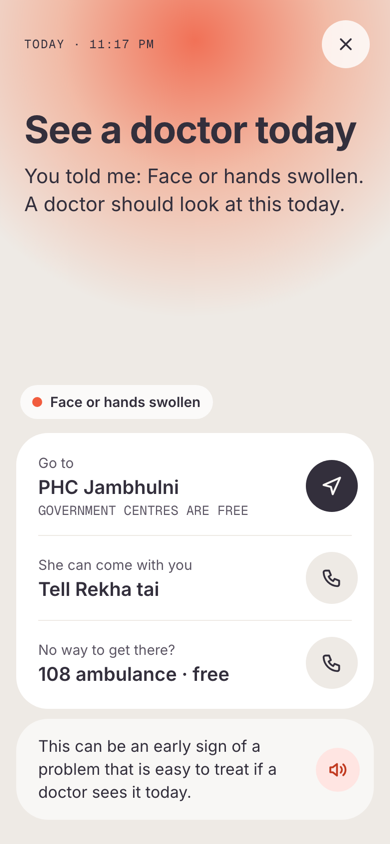 TODAY · 11:17 PM
See a doctor today
You told me: Face or hands swollen.
A doctor should look at this today.
Face or hands swollen
Go to
PHC Jambhulni
GOVERNMENT CENTRES ARE FREE
She can come with you
Tell Rekha tai
No way to get there?
108 ambulance · free
This can be an early sign of a
problem that is easy to treat if a
doctor sees it today.